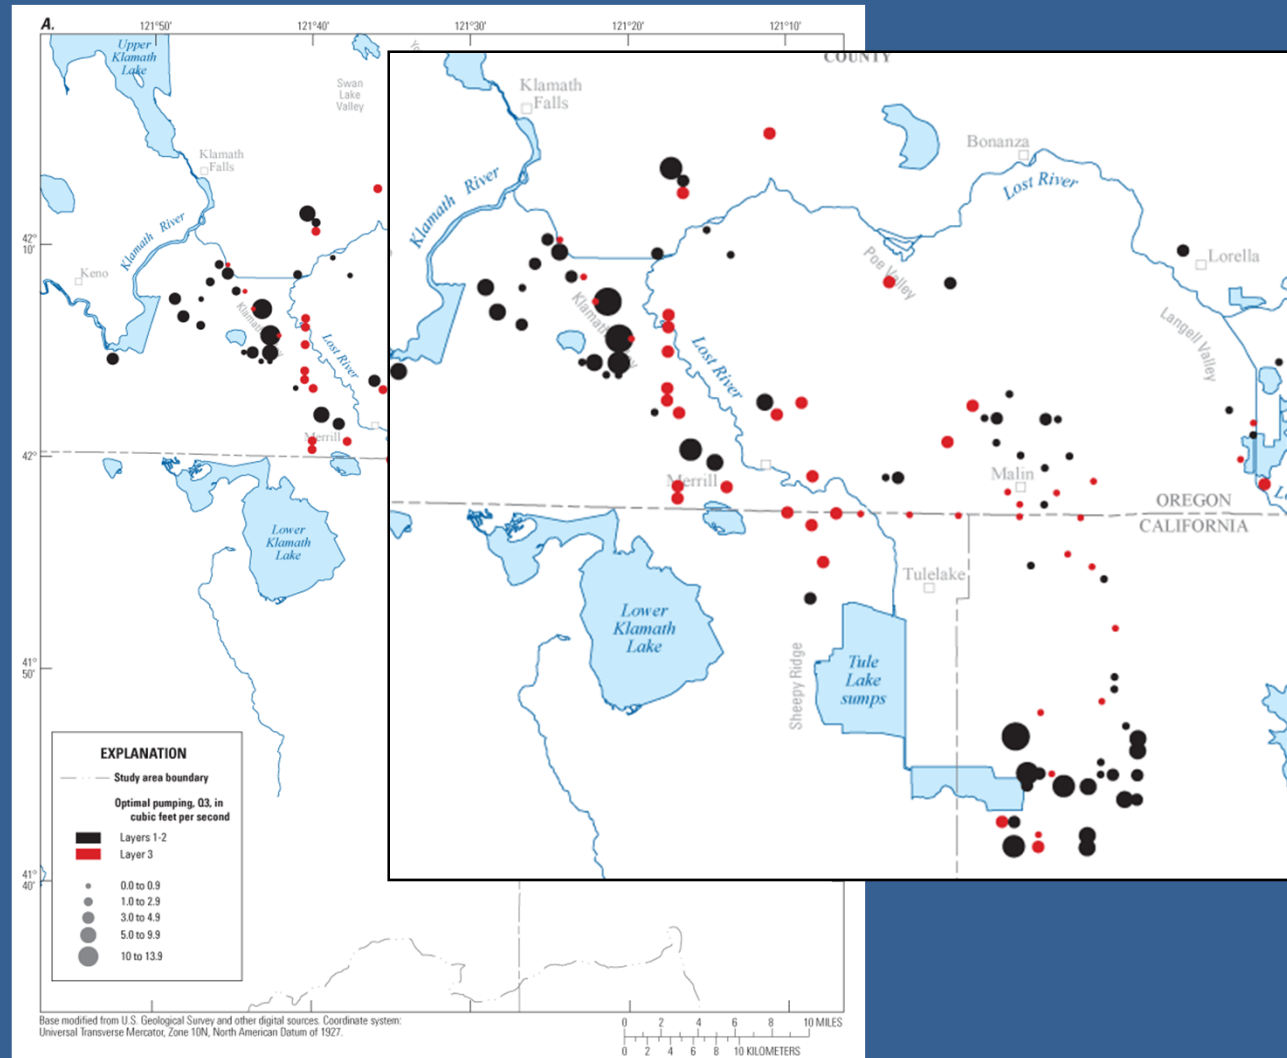 A.
121°50'
121°40'
121°30'
121°20'
121°10'
Upper
Klamath
Lake
Swan
Lake
Valley
Klamath
Falls
Klamath River
42°
10'
Keno
Klamath
Lost River
Merrill
42°
Lower
Klamath
Lake
41°
50'
41°
40'
EXPLANATION
Study area boundary
Optimal pumping, Q3, in
cubic feet per second
Layers 1-2
Layer 3
0.0 to 0.9
1.0 to 2.9
3.0 to 4.9
5.0 to 9.9
10 to 13.9
Base modified from U.S. Geological Survey and other digital sources. Coordinate system:
Universal Transverse Mercator, Zone 10N, North American Datum of 1927.
0 2 4 6 8 10 MILES
0 2 4 6 8 10 KILOMETERS
COUNTY
Klamath
Falls
Bonanza
Lost River
Klamath River
Poe Valley
Lorella
Langell Valley
Klamath
Lost River
Merrill
Malin
OREGON
CALIFORNIA
Tulelake
Lower
Klamath
Lake
Sheepy Ridge
Tule
Lake
sumps